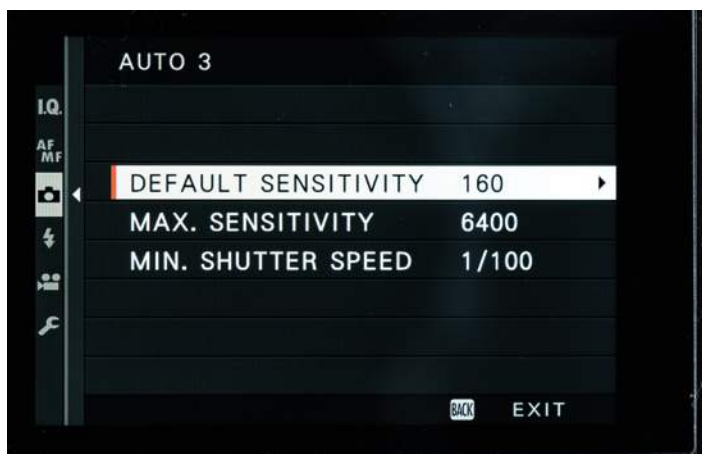 AUTO 3
I.Q.
AF
MF
DEFAULT SENSITIVITY 160
MAX. SENSITIVITY 6400
MIN. SHUTTER SPEED 1/100
BACK EXIT